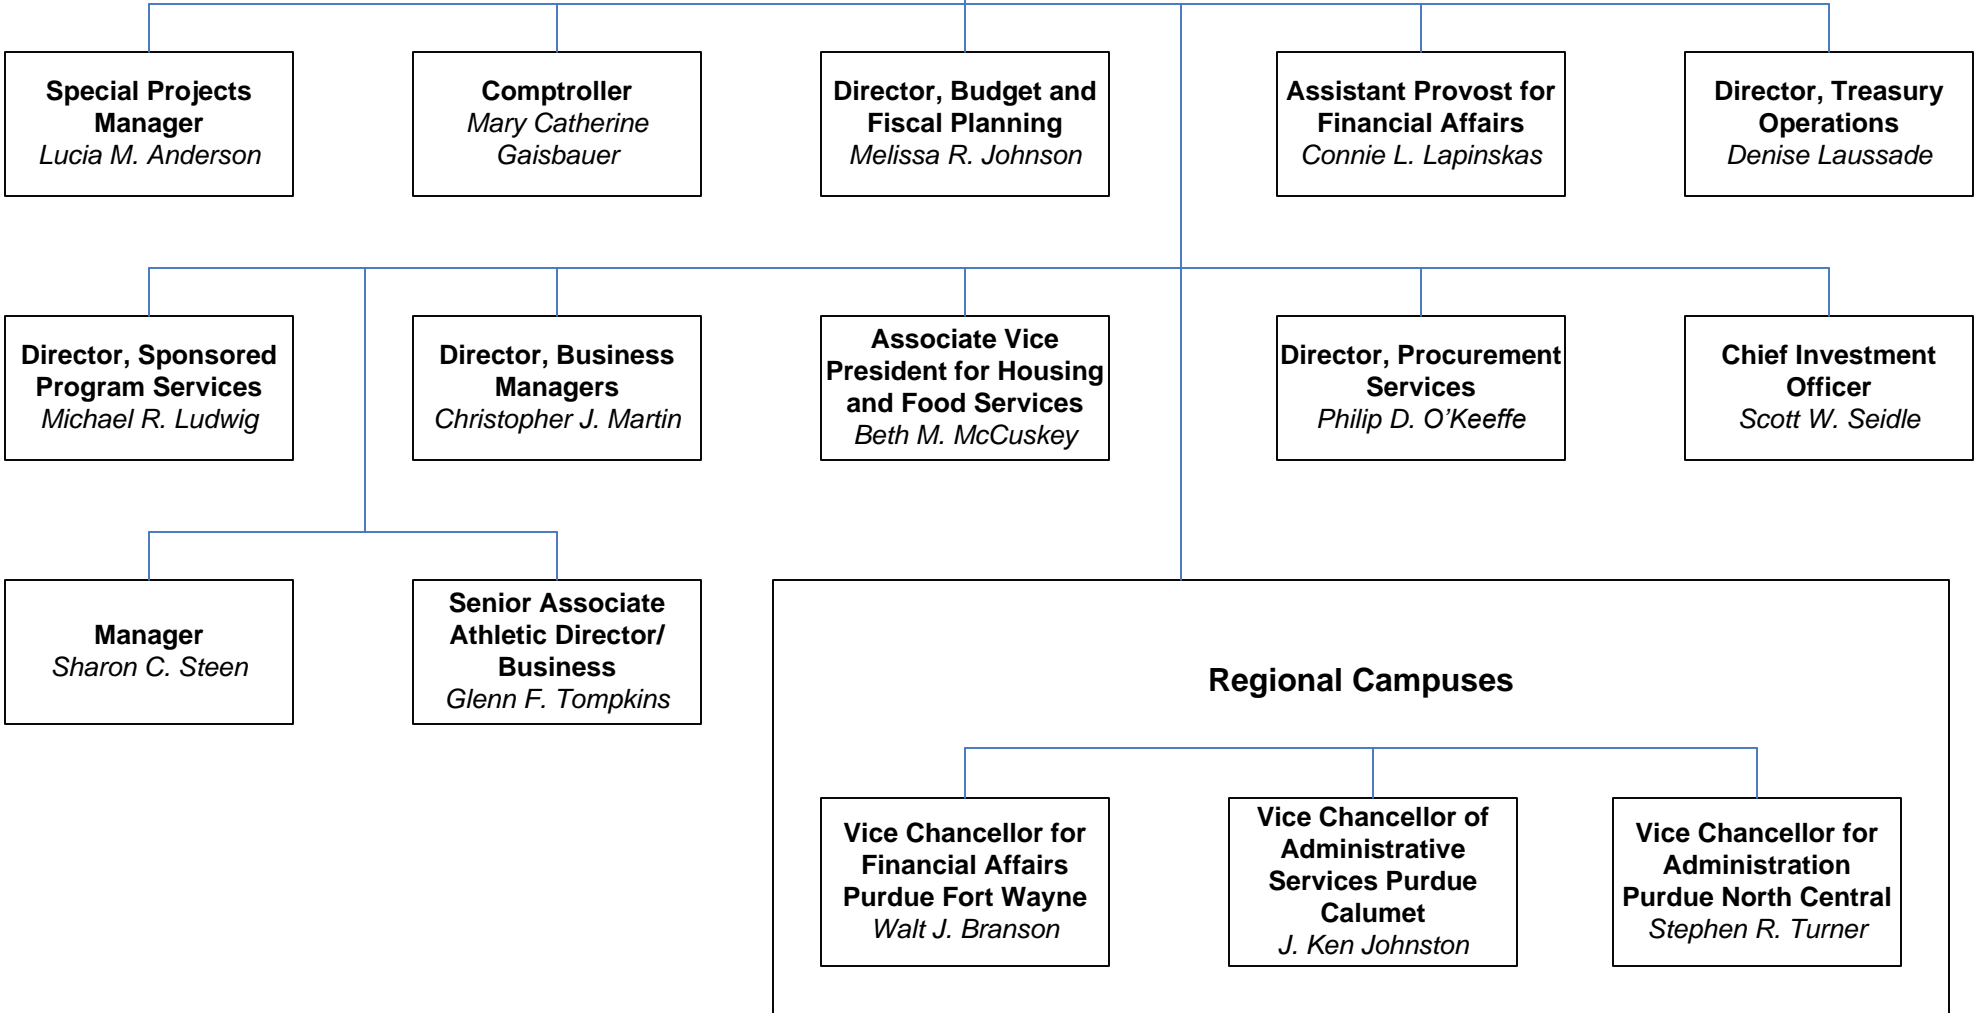 Special Projects
Manager
Lucia M. Anderson
Comptroller
Mary Catherine
Gaisbauer
Director, Budget and
Fiscal Planning
Melissa R. Johnson
Assistant Provost for
Financial Affairs
Connie L. Lapinskas
Director, Treasury
Operations
Denise Laussade
Director, Sponsored
Program Services
Michael R. Ludwig
Director, Business
Managers
Christopher J. Martin
Associate Vice
President for Housing
and Food Services
Beth M. McCuskey
Director, Procurement
Services
Philip D. O’Keeffe
Chief Investment
Officer
Scott W. Seidle
Manager
Sharon C. Steen
Senior Associate
Athletic Director/
Business
Glenn F. Tompkins
Regional Campuses
Vice Chancellor for
Financial Affairs
Purdue Fort Wayne
Walt J. Branson
Vice Chancellor of
Administrative
Services Purdue
Calumet
J. Ken Johnston
Vice Chancellor for
Administration
Purdue North Central
Stephen R. Turner